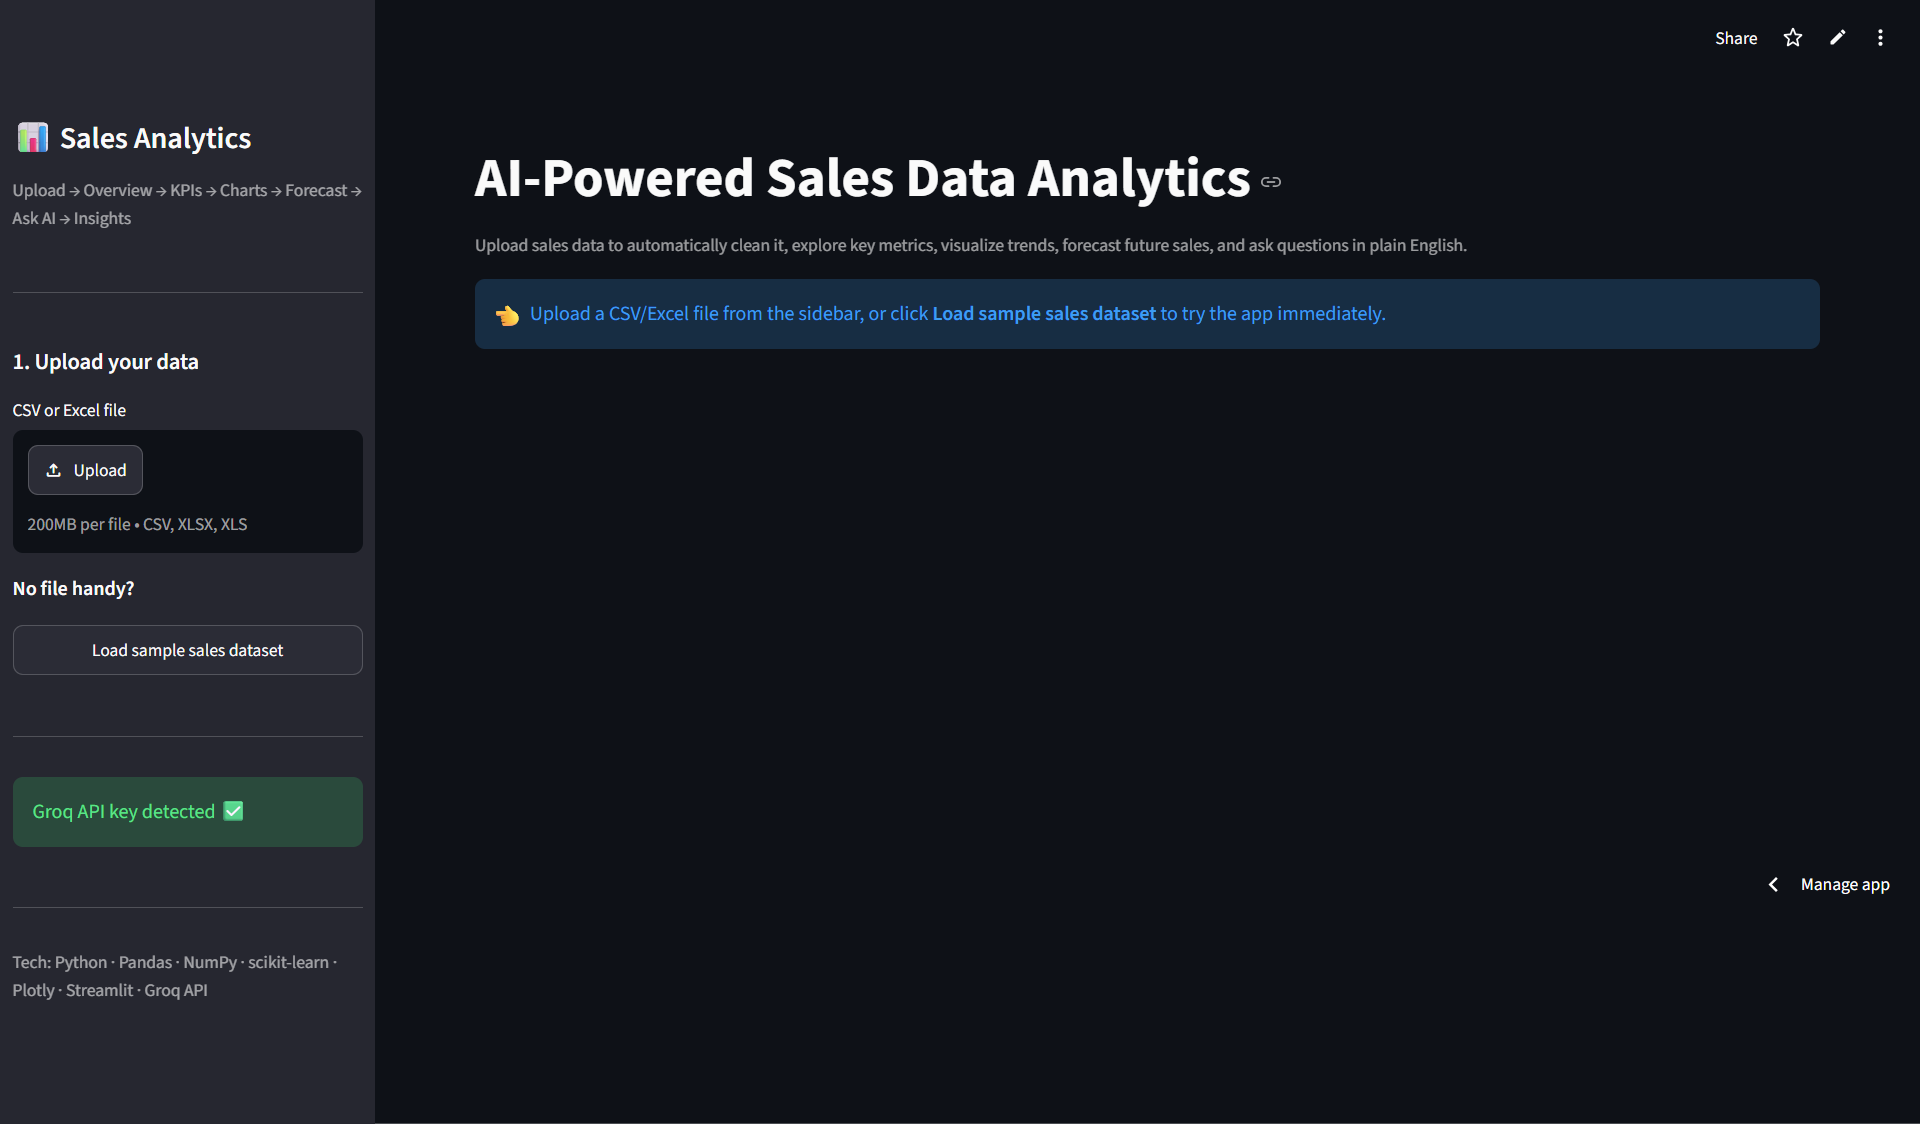 Share
📊 Sales Analytics
Upload → Overview → KPIs → Charts → Forecast →
Ask AI → Insights
1. Upload your data
CSV or Excel file
Upload
200MB per file • CSV, XLSX, XLS
No file handy?
Load sample sales dataset
Groq API key detected ✅
Tech: Python · Pandas · NumPy · scikit-learn ·
Plotly · Streamlit · Groq API
AI-Powered Sales Data Analytics
Upload sales data to automatically clean it, explore key metrics, visualize trends, forecast future sales, and ask questions in plain English.
👈 Upload a CSV/Excel file from the sidebar, or click Load sample sales dataset to try the app immediately.
Manage app